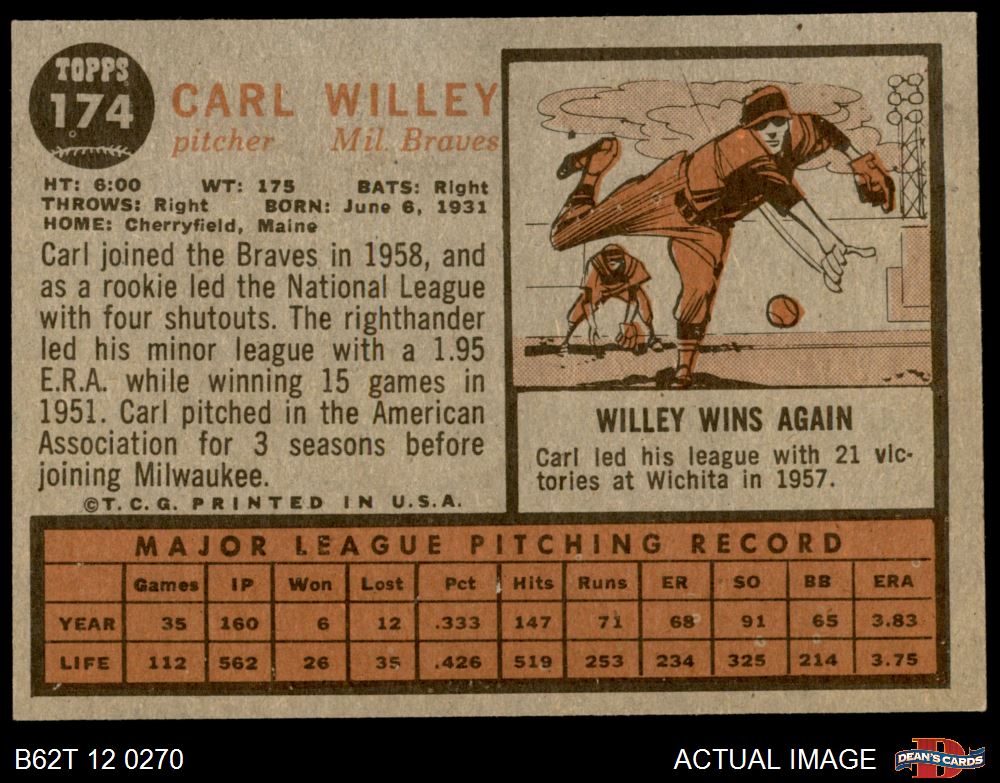 TOPPS
174
CARL WILLEY
pitcher Mil. Braves
HT: 6:00 WT: 175 BATS: Right
THROWS: Right BORN: June 6, 1931
HOME: Cherryfield, Maine
Carl joined the Braves in 1958, and
as a rookie led the National League
with four shutouts. The righthander
led his minor league with a 1.95
E.R.A. while winning 15 games in
1951. Carl pitched in the American
Association for 3 seasons before
joining Milwaukee.
©T.C.G. PRINTED IN U.S.A.
WILLEY WINS AGAIN
Carl led his league with 21 vic-
tories at Wichita in 1957.
MAJOR LEAGUE PITCHING RECORD
Games IP Won Lost Pct Hits Runs ER SO BB ERA
YEAR 35 160 6 12 .333 147 71 68 91 65 3.83
LIFE 112 562 26 35 .426 519 253 234 325 214 3.75
B62T 12 0270
ACTUAL IMAGE
DEAN'S CARDS